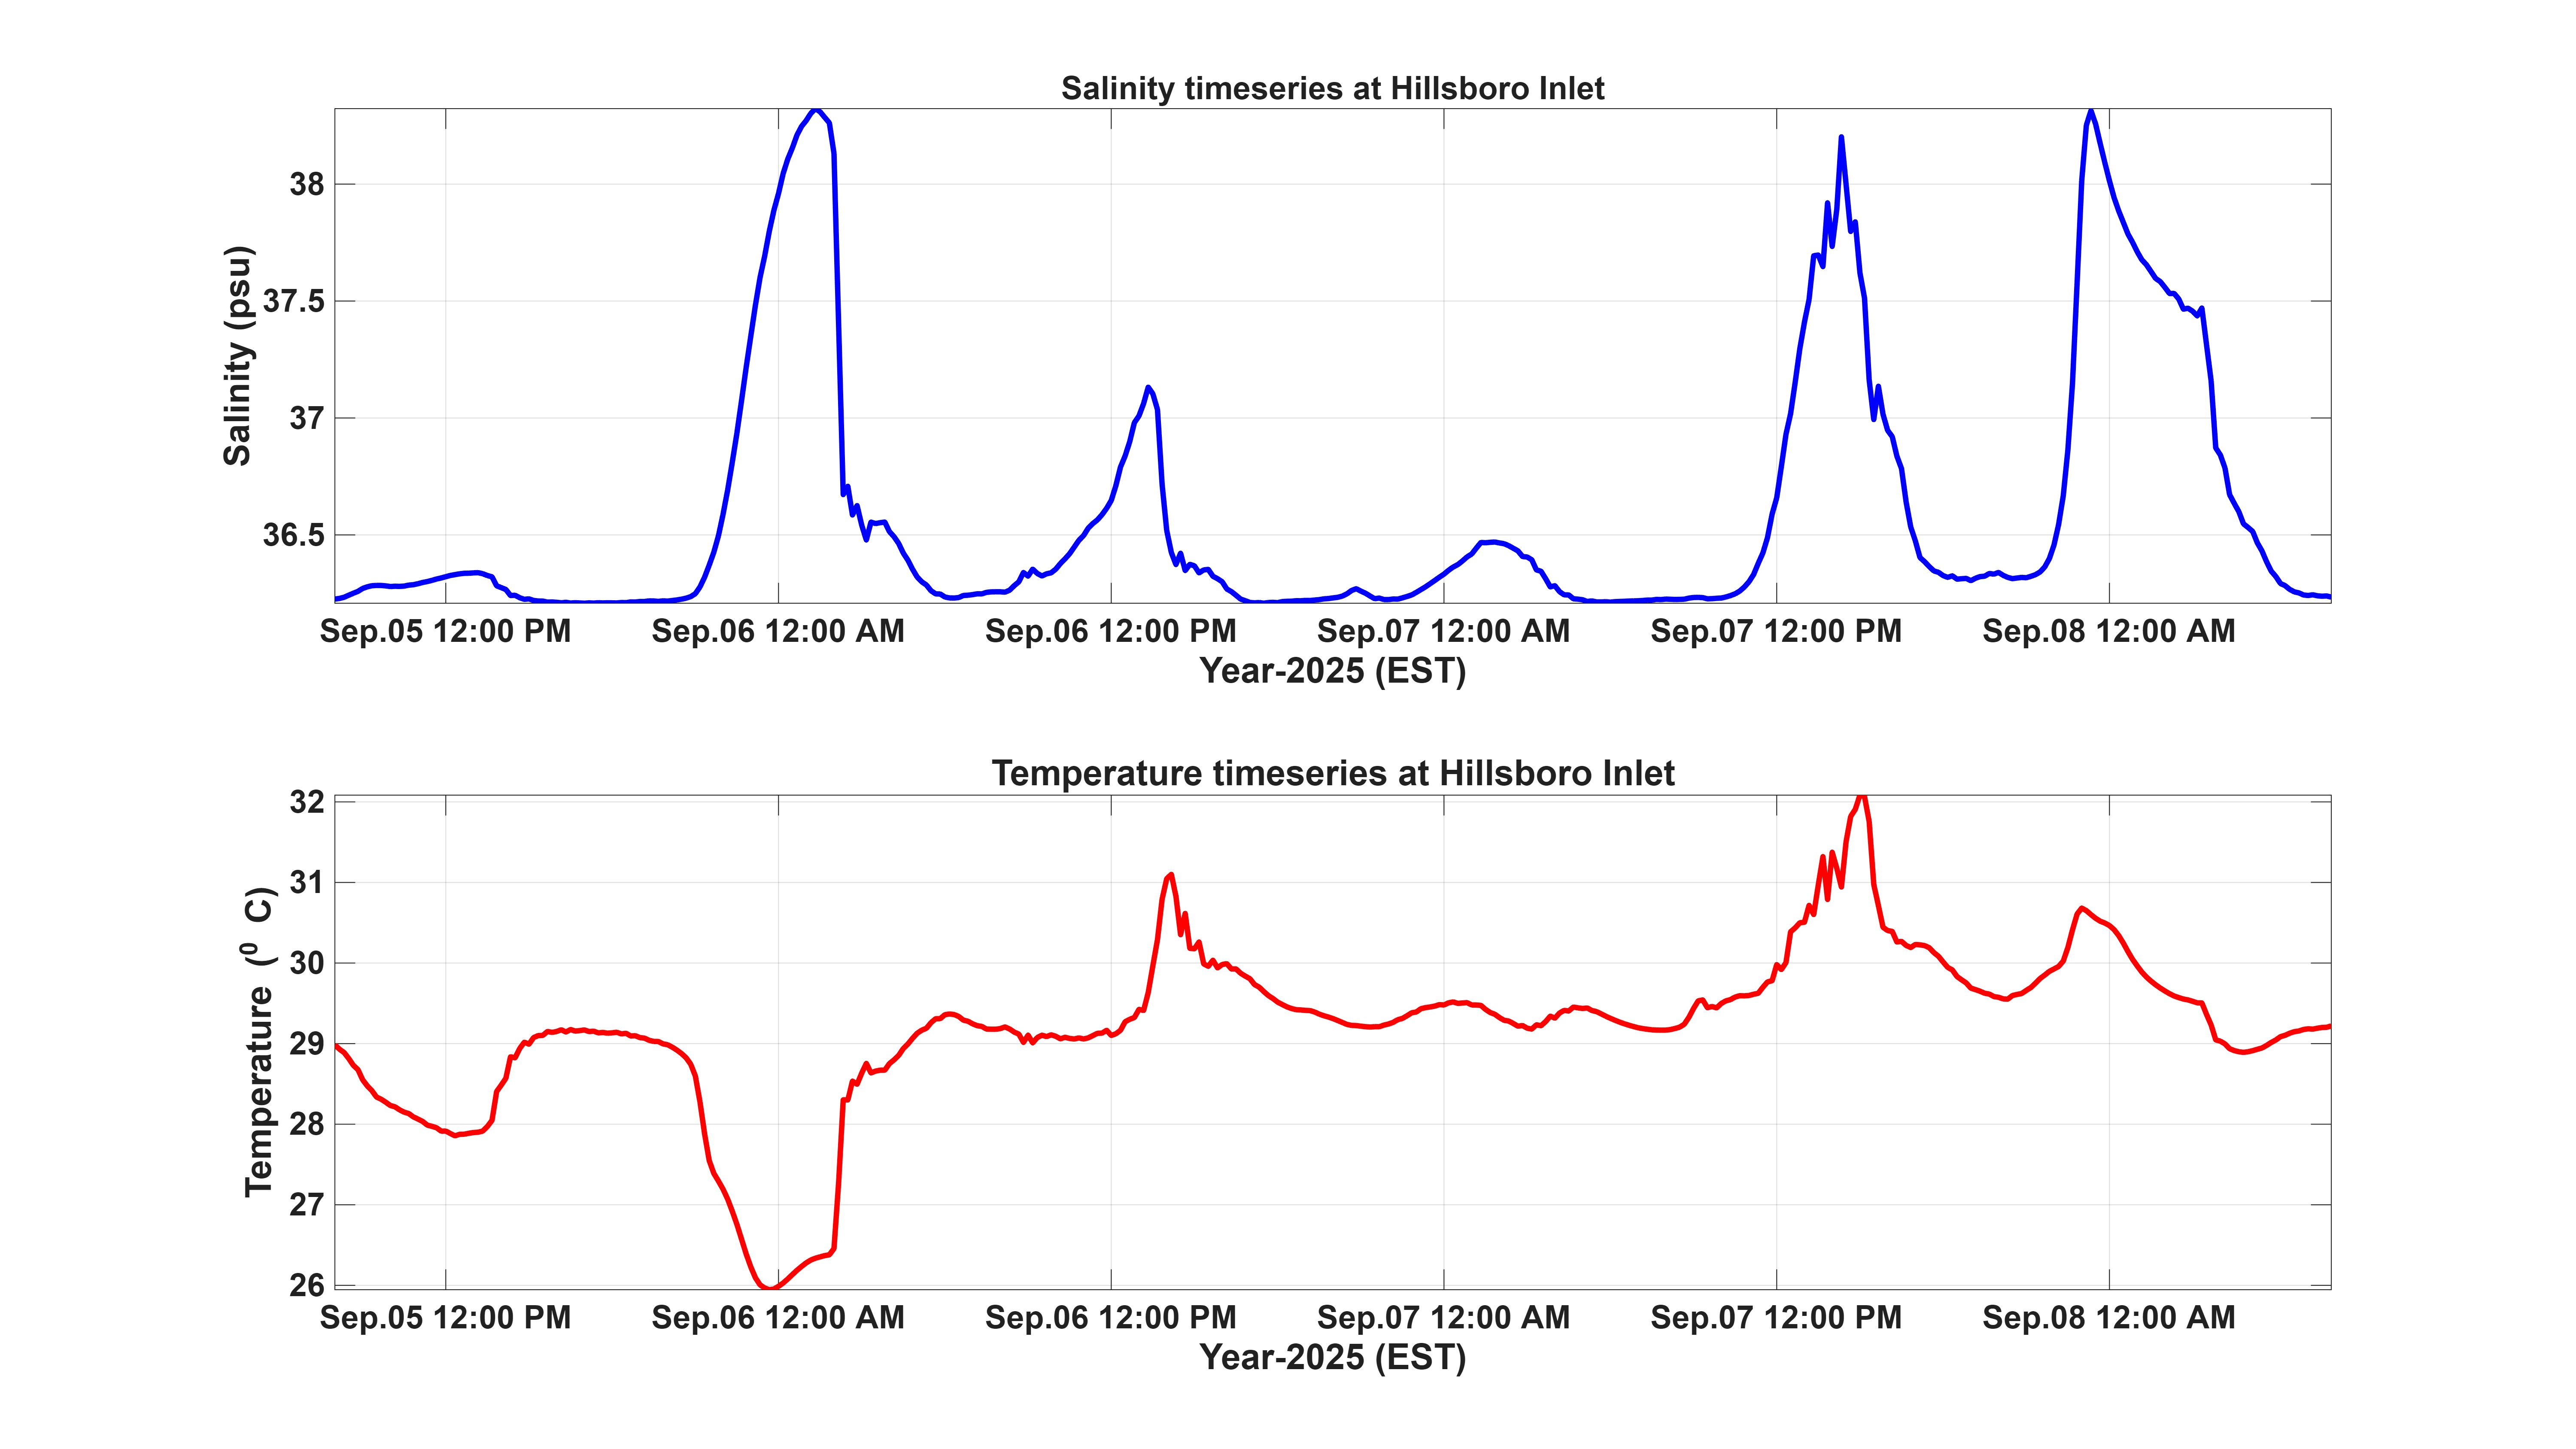 Salinity timeseries at Hillsboro Inlet
38
37.5
37
36.5
Salinity (psu)
Sep.05 12:00 PM Sep.06 12:00 AM Sep.06 12:00 PM Sep.07 12:00 AM Sep.07 12:00 PM Sep.08 12:00 AM
Year-2025 (EST)
Temperature timeseries at Hillsboro Inlet
32
31
30
29
28
27
26
Temperature (⁰ C)
Sep.05 12:00 PM Sep.06 12:00 AM Sep.06 12:00 PM Sep.07 12:00 AM Sep.07 12:00 PM Sep.08 12:00 AM
Year-2025 (EST)